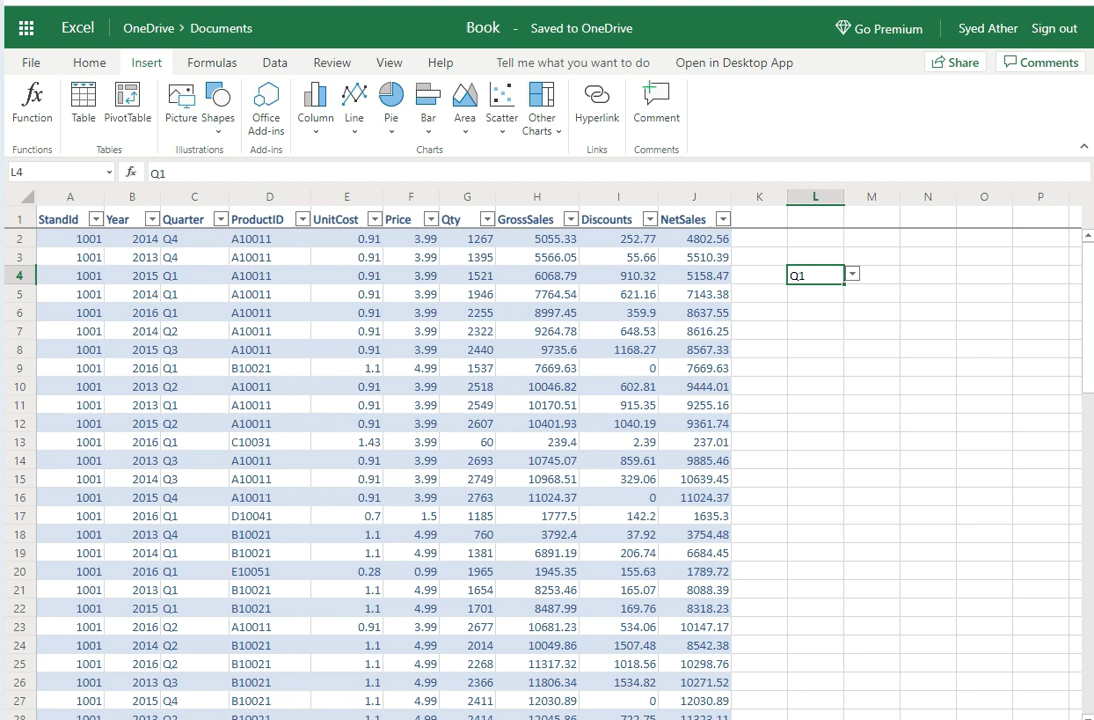 Excel OneDrive > Documents Book - Saved to OneDrive Go Premium Syed Ather Sign out
File Home Insert Formulas Data Review View Help Tell me what you want to do Open in Desktop App Share Comments
fx
Function Table PivotTable Picture Shapes Office Add-ins Column Line Pie Bar Area Scatter Other Charts Hyperlink Comment
Functions Tables Illustrations Add-ins Charts Links Comments
L4 fx Q1
A B C D E F G H I J K L M N O P
1 StandId Year Quarter ProductID UnitCost Price Qty GrossSales Discounts NetSales
2 1001 2014 Q4 A10011 0.91 3.99 1267 5055.33 252.77 4802.56
3 1001 2013 Q4 A10011 0.91 3.99 1395 5566.05 55.66 5510.39
4 1001 2015 Q1 A10011 0.91 3.99 1521 6068.79 910.32 5158.47 Q1
5 1001 2014 Q1 A10011 0.91 3.99 1946 7764.54 621.16 7143.38
6 1001 2016 Q1 A10011 0.91 3.99 2255 8997.45 359.9 8637.55
7 1001 2014 Q2 A10011 0.91 3.99 2322 9264.78 648.53 8616.25
8 1001 2015 Q3 A10011 0.91 3.99 2440 9735.6 1168.27 8567.33
9 1001 2016 Q1 B10021 1.1 4.99 1537 7669.63 0 7669.63
10 1001 2013 Q2 A10011 0.91 3.99 2518 10046.82 602.81 9444.01
11 1001 2013 Q1 A10011 0.91 3.99 2549 10170.51 915.35 9255.16
12 1001 2015 Q2 A10011 0.91 3.99 2607 10401.93 1040.19 9361.74
13 1001 2016 Q1 C10031 1.43 3.99 60 239.4 2.39 237.01
14 1001 2013 Q3 A10011 0.91 3.99 2693 10745.07 859.61 9885.46
15 1001 2014 Q3 A10011 0.91 3.99 2749 10968.51 329.06 10639.45
16 1001 2015 Q4 A10011 0.91 3.99 2763 11024.37 0 11024.37
17 1001 2016 Q1 D10041 0.7 1.5 1185 1777.5 142.2 1635.3
18 1001 2013 Q4 B10021 1.1 4.99 760 3792.4 37.92 3754.48
19 1001 2014 Q1 B10021 1.1 4.99 1381 6891.19 206.74 6684.45
20 1001 2016 Q1 E10051 0.28 0.99 1965 1945.35 155.63 1789.72
21 1001 2013 Q1 B10021 1.1 4.99 1654 8253.46 165.07 8088.39
22 1001 2015 Q1 B10021 1.1 4.99 1701 8487.99 169.76 8318.23
23 1001 2016 Q2 A10011 0.91 3.99 2677 10681.23 534.06 10147.17
24 1001 2014 Q2 B10021 1.1 4.99 2014 10049.86 1507.48 8542.38
25 1001 2016 Q2 B10021 1.1 4.99 2268 11317.32 1018.56 10298.76
26 1001 2013 Q3 B10021 1.1 4.99 2366 11806.34 1534.82 10271.52
27 1001 2015 Q4 B10021 1.1 4.99 2411 12030.89 0 12030.89
28 1001 2013 Q2 B10021 1.1 4.99 2414 12045.86 722.75 11323.11